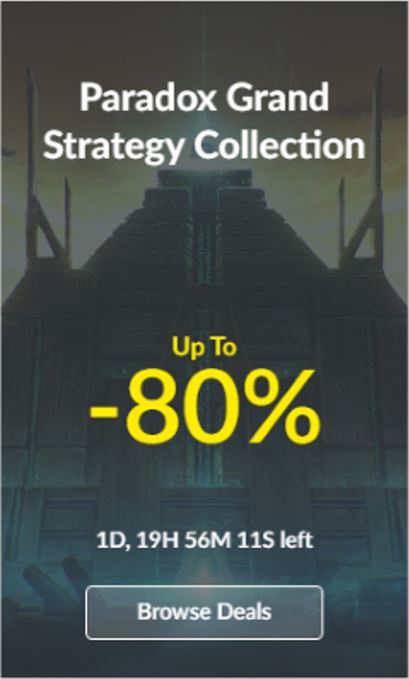 Paradox Grand
Strategy Collection
Up To
-80%
1D, 19H 56M 11S left
Browse Deals